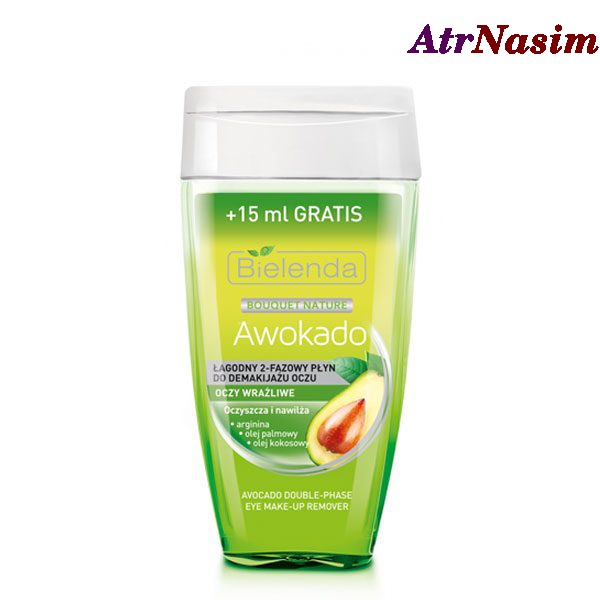 AtrNasim
+15 ml GRATIS
Bielenda
BOUQUET NATURE
Awokado
ŁAGODNY 2-FAZOWY PŁYN
DO DEMAKIJAŻU OCZU
OCZY WRAŻLIWE
Oczyszcza i nawilża
• arginina
• olej palmowy
• olej kokosowy
AVOCADO DOUBLE-PHASE
EYE MAKE-UP REMOVER